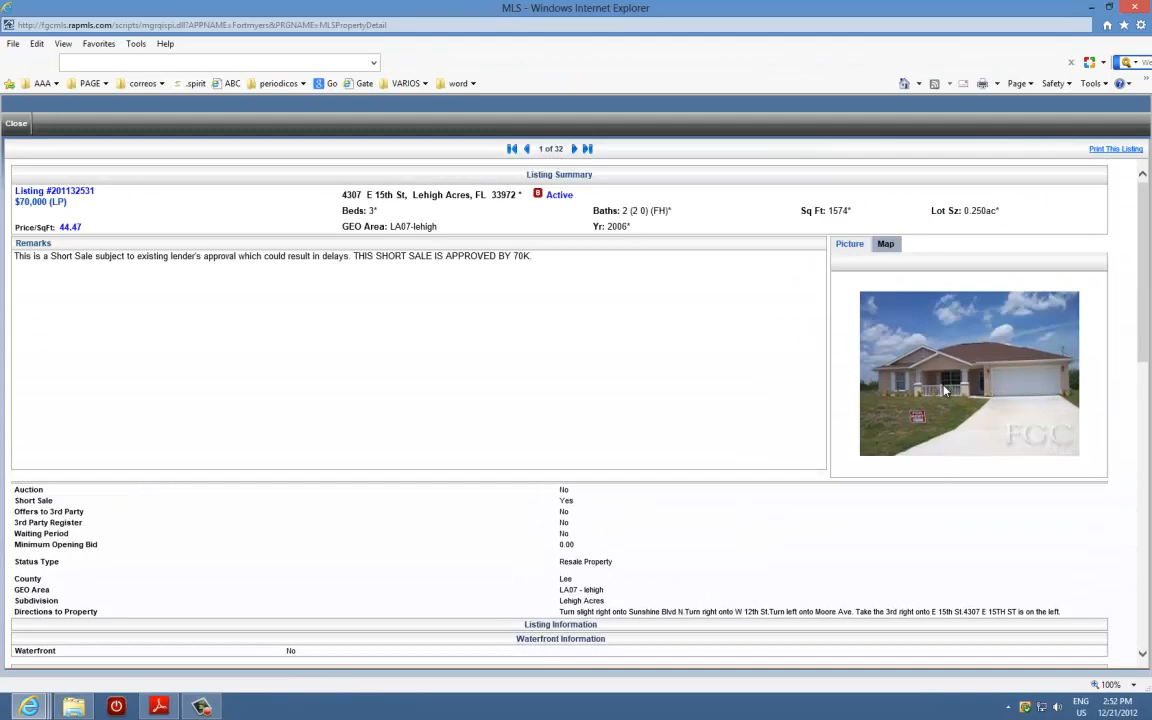 MLS - Windows Internet Explorer
http://fgcmls.rapmls.com/scripts/mgrqispi.dll?APPNAME=Fortmyers&PRGNAME=MLSPropertyDetail
File Edit View Favorites Tools Help
AAA PAGE correos .spirit ABC periodicos Go Gate VARIOS word Page Safety Tools
Close
1 of 32 Print This Listing
Listing Summary
Listing #201132531 4307 E 15th St, Lehigh Acres, FL 33972 * B Active
$70,000 (LP)
Beds: 3* Baths: 2 (2 0) (FH)* Sq Ft: 1574* Lot Sz: 0.250ac*
Price/SqFt: 44.47 GEO Area: LA07-lehigh Yr: 2006*
Remarks Picture Map
This is a Short Sale subject to existing lender's approval which could result in delays. THIS SHORT SALE IS APPROVED BY 70K.
FGC
Auction No
Short Sale Yes
Offers to 3rd Party No
3rd Party Register No
Waiting Period No
Minimum Opening Bid 0.00
Status Type Resale Property
County Lee
GEO Area LA07 - lehigh
Subdivision Lehigh Acres
Directions to Property Turn slight right onto Sunshine Blvd N.Turn right onto W 12th St.Turn left onto Moore Ave. Take the 3rd right onto E 15th St.4307 E 15TH ST is on the left.
Listing Information
Waterfront Information
Waterfront No
100%
ENG 2:52 PM
US 12/21/2012